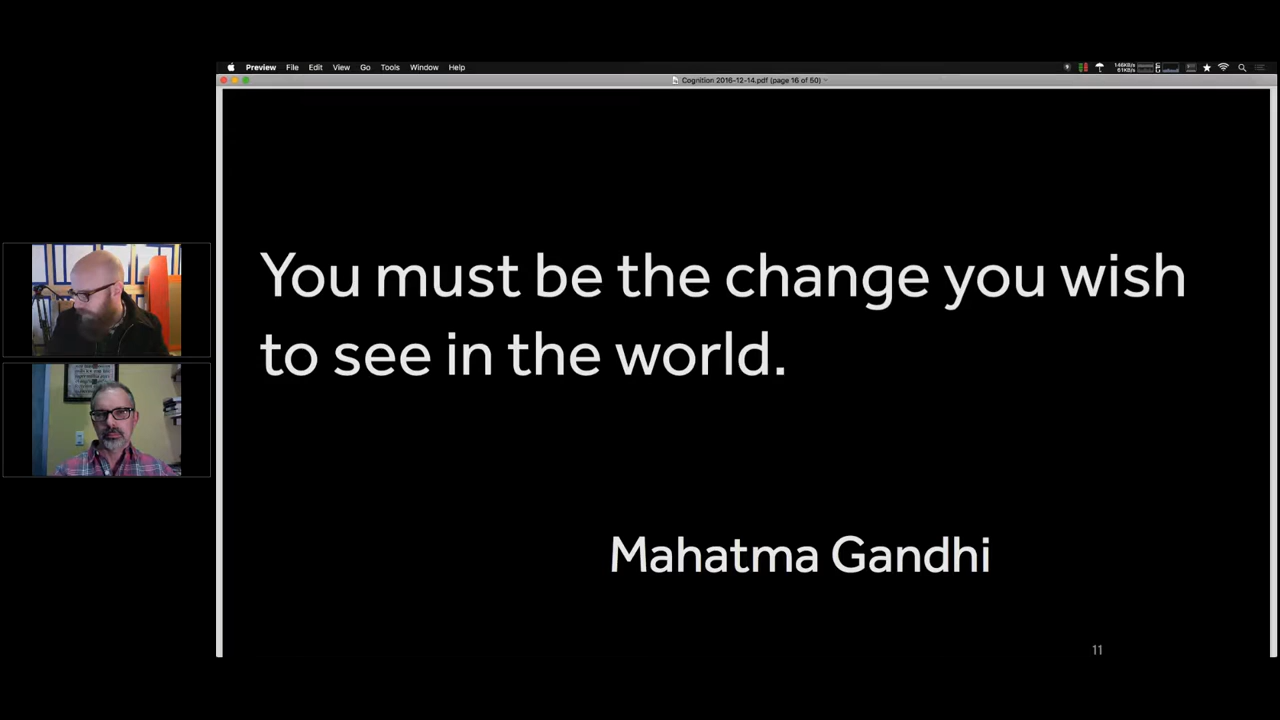 Preview File Edit View Go Tools Window Help
Cognition 2016-12-14.pdf (page 16 of 50)
You must be the change you wish
to see in the world.
Mahatma Gandhi
11